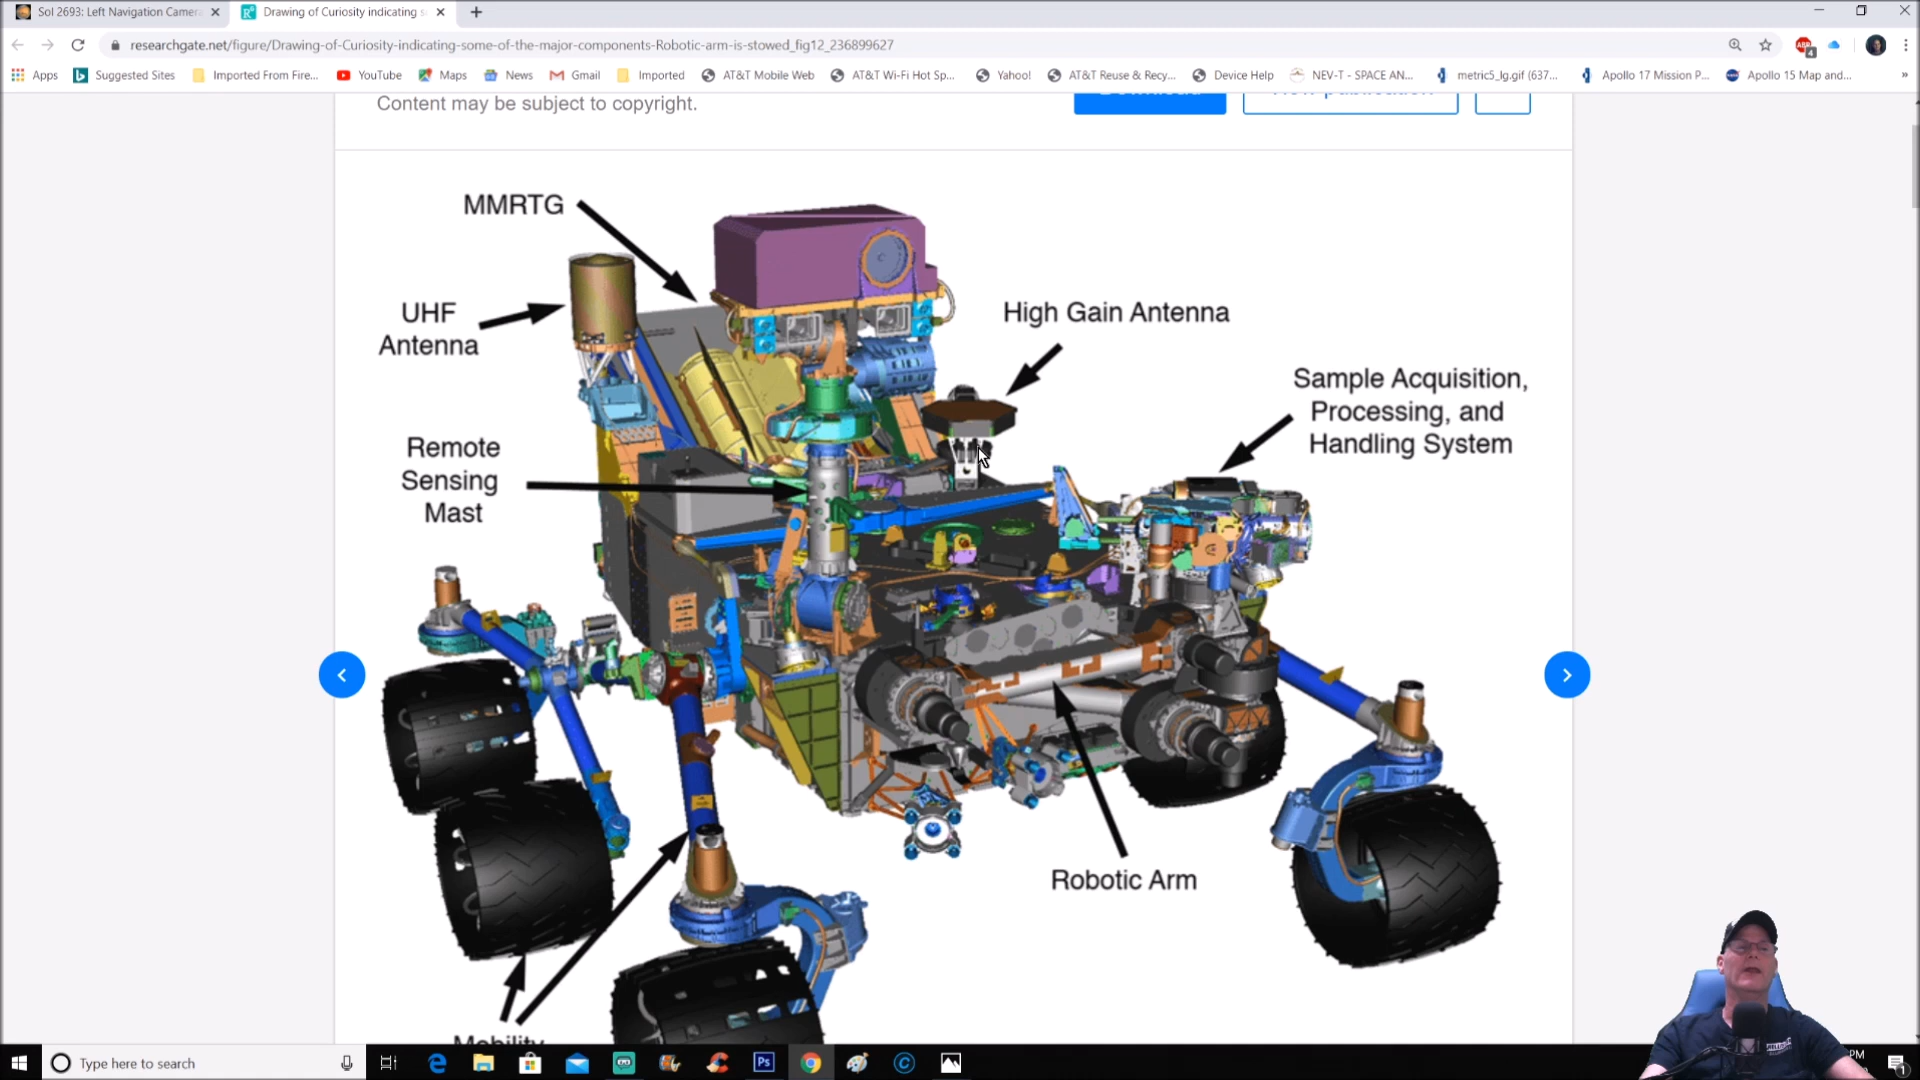 Sol 2693: Left Navigation Camera
Drawing of Curiosity indicating s
researchgate.net/figure/Drawing-of-Curiosity-indicating-some-of-the-major-components-Robotic-arm-is-stowed_fig12_236899627
Apps
Suggested Sites
Imported From Fire...
YouTube
Maps
News
Gmail
Imported
AT&T Mobile Web
AT&T Wi-Fi Hot Sp...
Yahoo!
AT&T Reuse & Recy...
Device Help
NEV-T - SPACE AN...
metric5_lg.gif (637...
Apollo 17 Mission P...
Apollo 15 Map and...
»
Content may be subject to copyright.
MMRTG
UHF
Antenna
High Gain Antenna
Sample Acquisition,
Processing, and
Handling System
Remote
Sensing
Mast
Robotic Arm
Mobility
Type here to search
Ps
PM
1